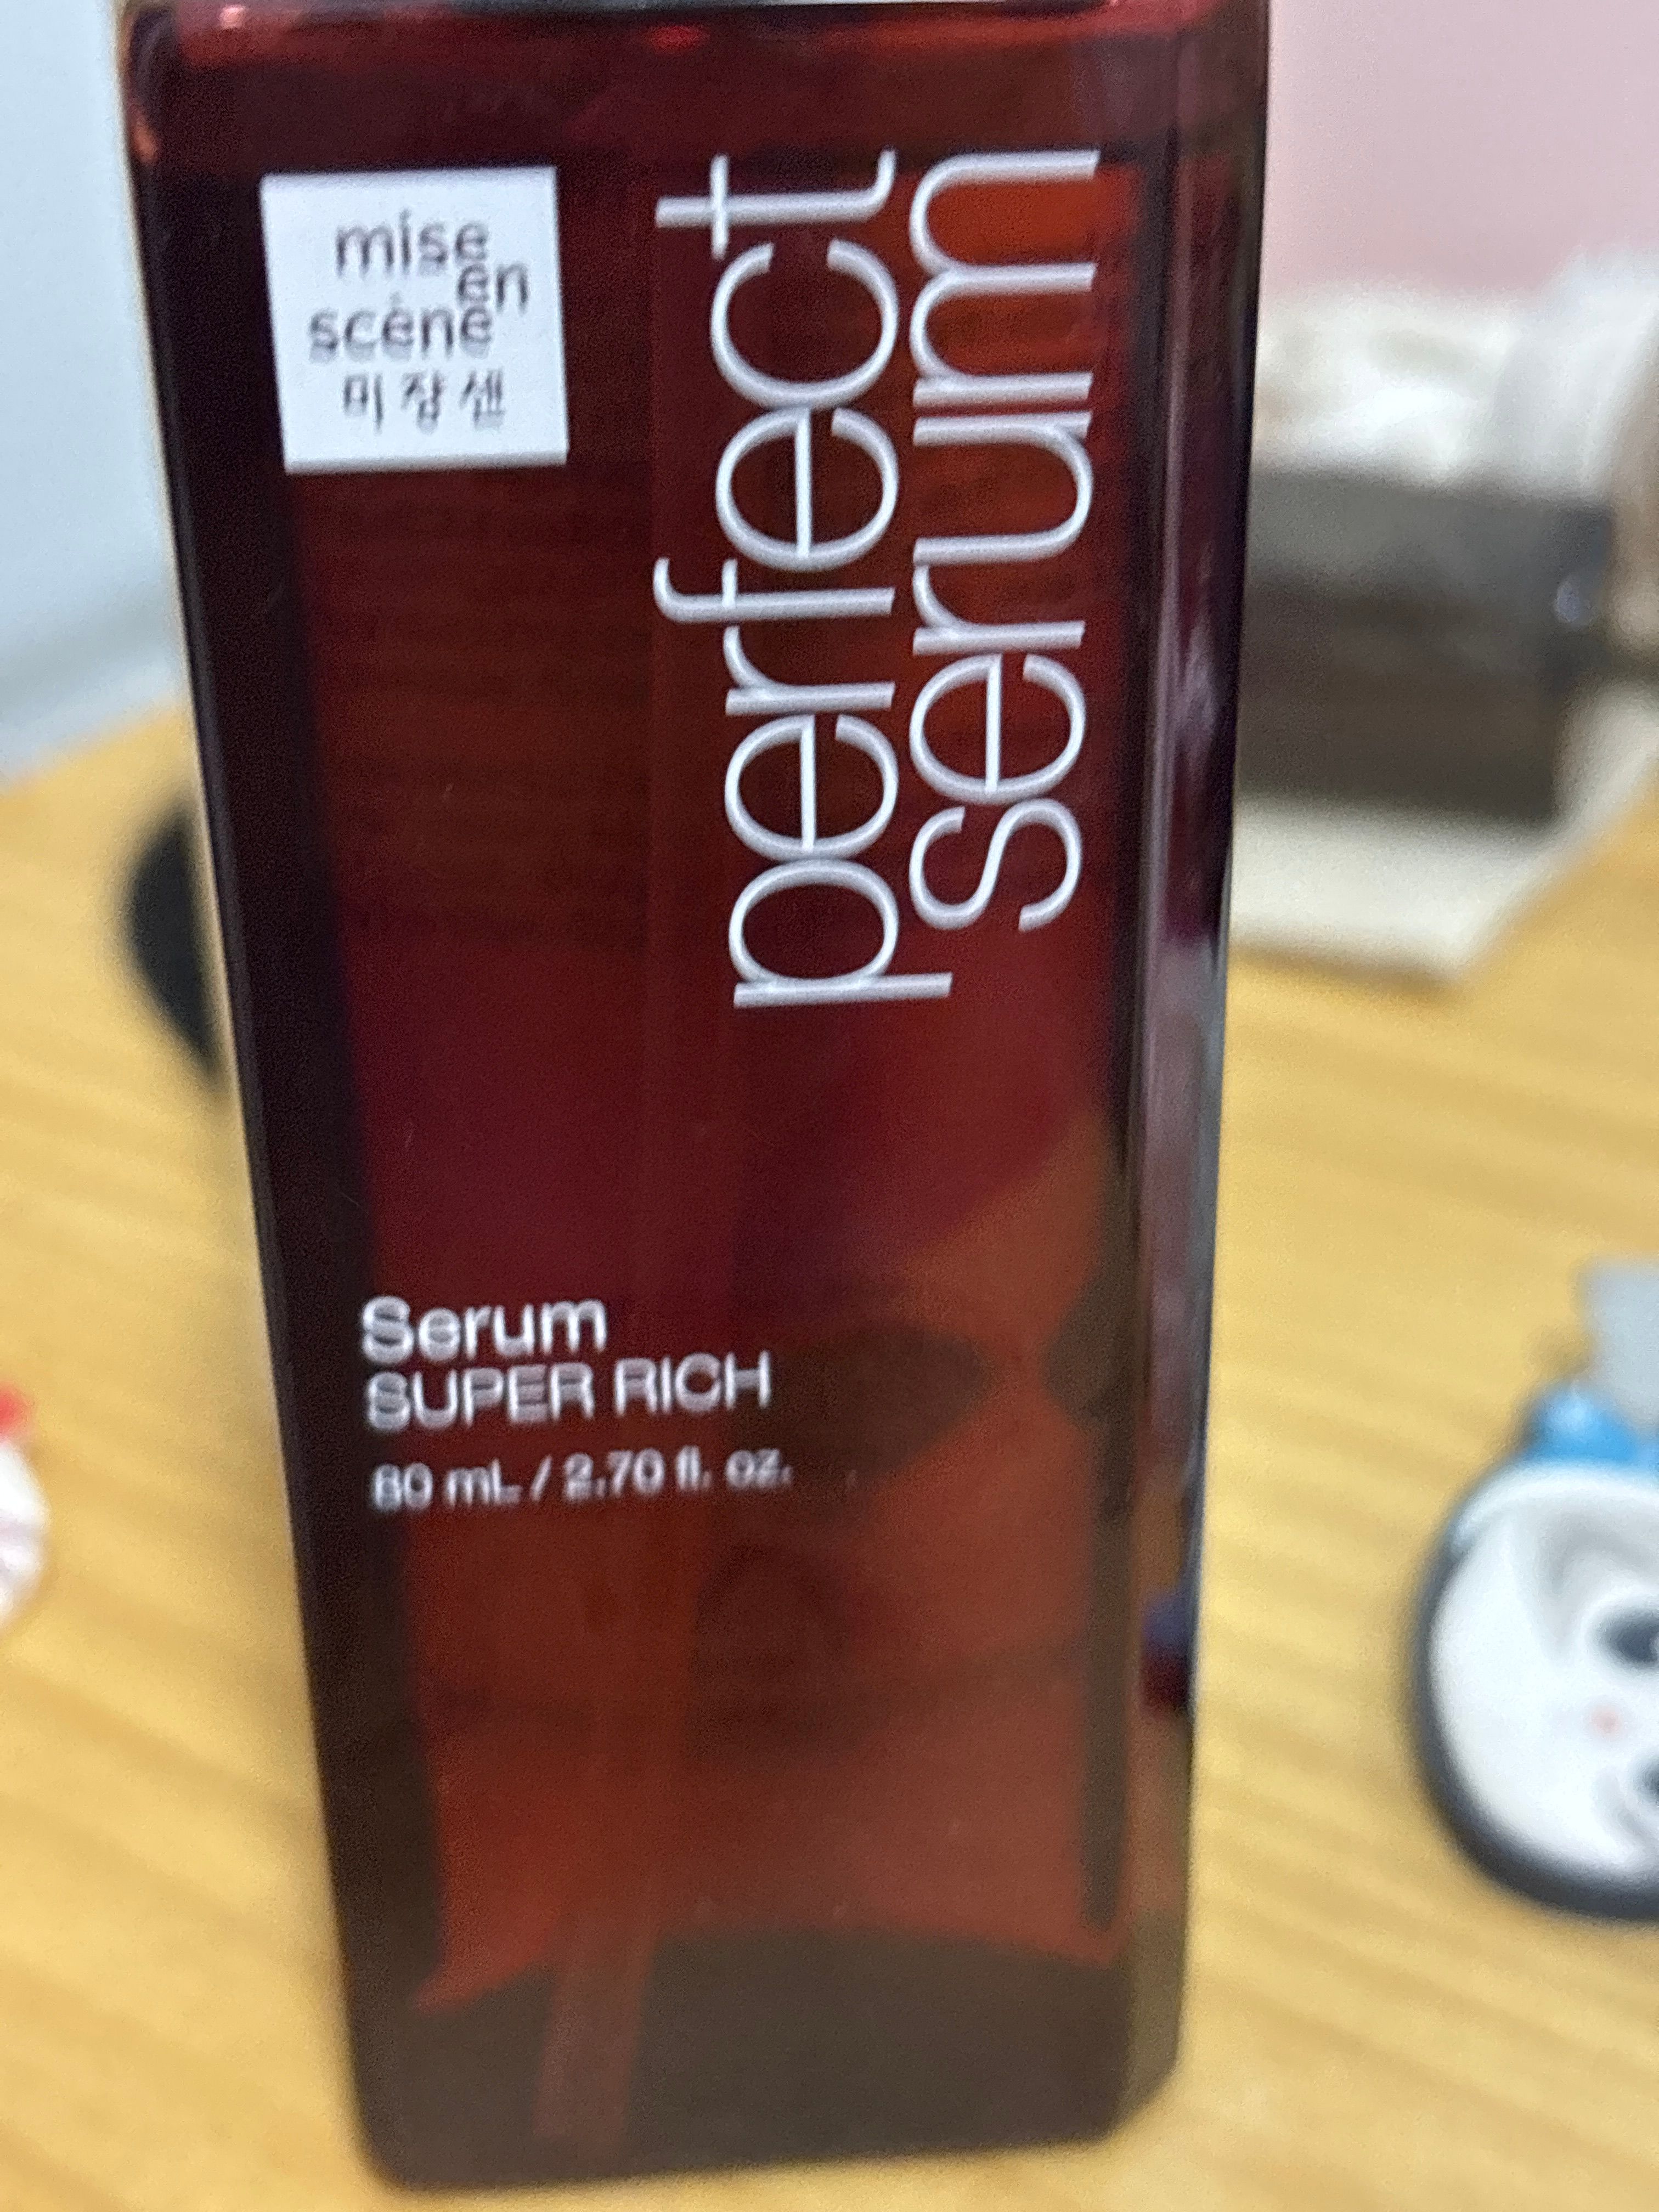 mise
en
scène
미장센
perfect
serum
Serum
SUPER RICH
80 mL / 2.70 fl. oz.